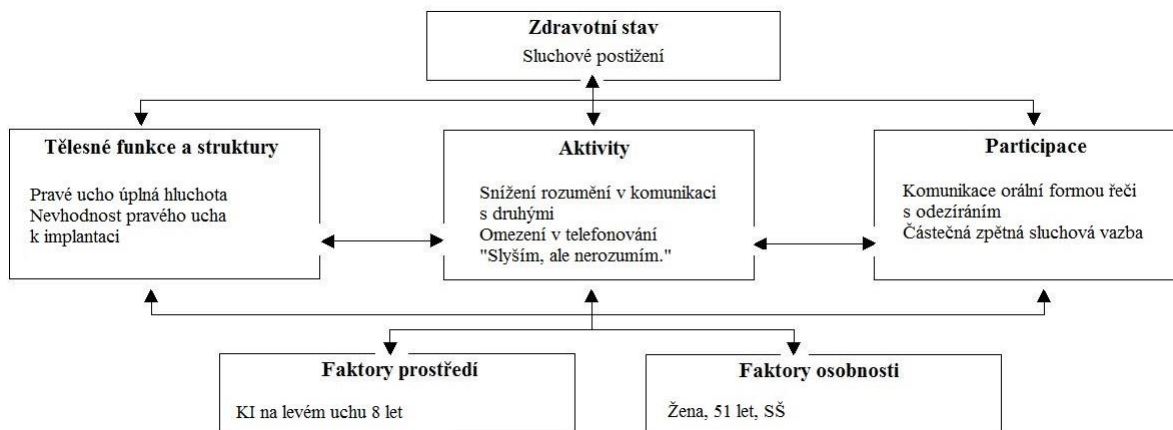 Zdravotní stav
Sluchové postižení
Tělesné funkce a struktury
Pravé ucho úplná hluchota
Nevhodnost pravého ucha
k implantaci
Aktivity
Snížení rozumění v komunikaci
s druhými
Omezení v telefonování
"Slyším, ale nerozumím."
Participace
Komunikace orální formou řeči
s odezíráním
Částečná zpětná sluchová vazba
Faktory prostředí
KI na levém uchu 8 let
Faktory osobnosti
Žena, 51 let, SŠ